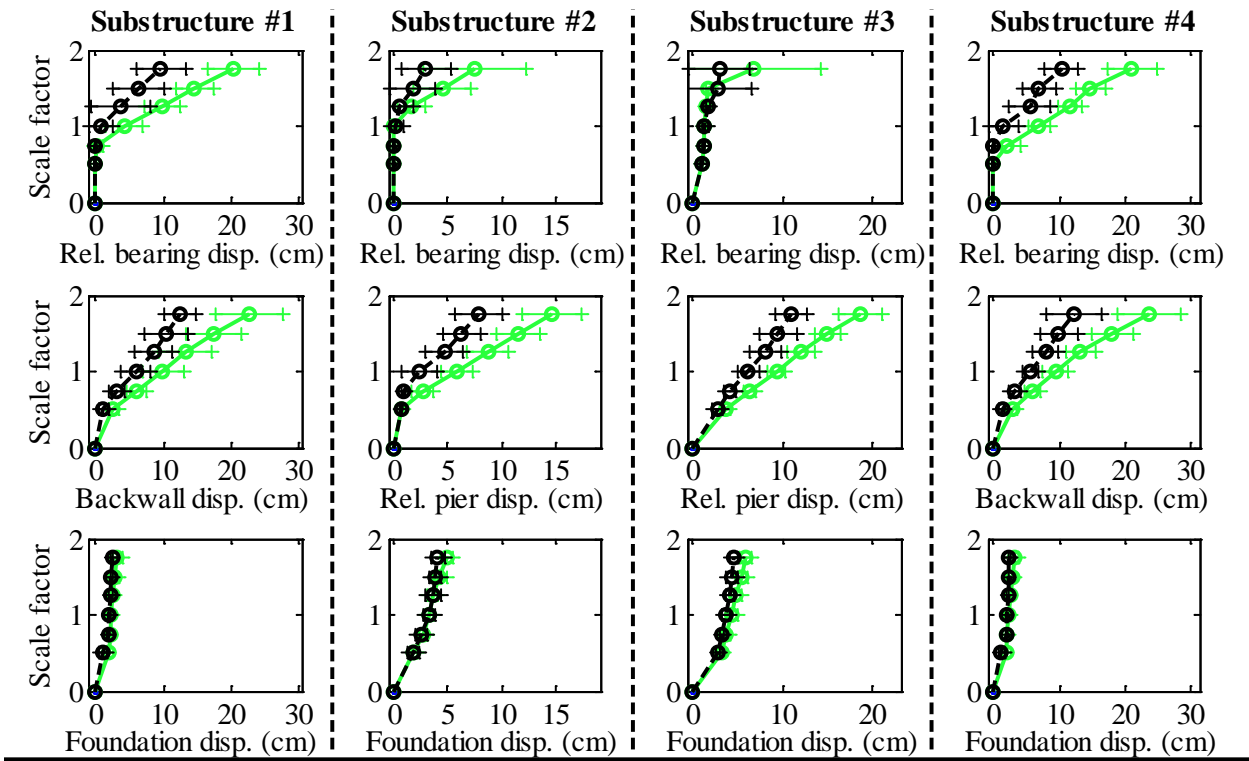 Substructure #1 Substructure #2 Substructure #3 Substructure #4
Scale factor
2
1
0
0 10 20 30
Rel. bearing disp. (cm)
2
1
0
0 5 10 15
Rel. bearing disp. (cm)
2
1
0
0 10 20
Rel. bearing disp. (cm)
2
1
0
0 10 20 30
Rel. bearing disp. (cm)
Scale factor
2
1
0
0 10 20 30
Backwall disp. (cm)
2
1
0
0 5 10 15
Rel. pier disp. (cm)
2
1
0
0 10 20
Rel. pier disp. (cm)
2
1
0
0 10 20 30
Backwall disp. (cm)
Scale factor
2
1
0
0 10 20 30
Foundation disp. (cm)
2
1
0
0 5 10 15
Foundation disp. (cm)
2
1
0
0 10 20
Foundation disp. (cm)
2
1
0
0 10 20 30
Foundation disp. (cm)